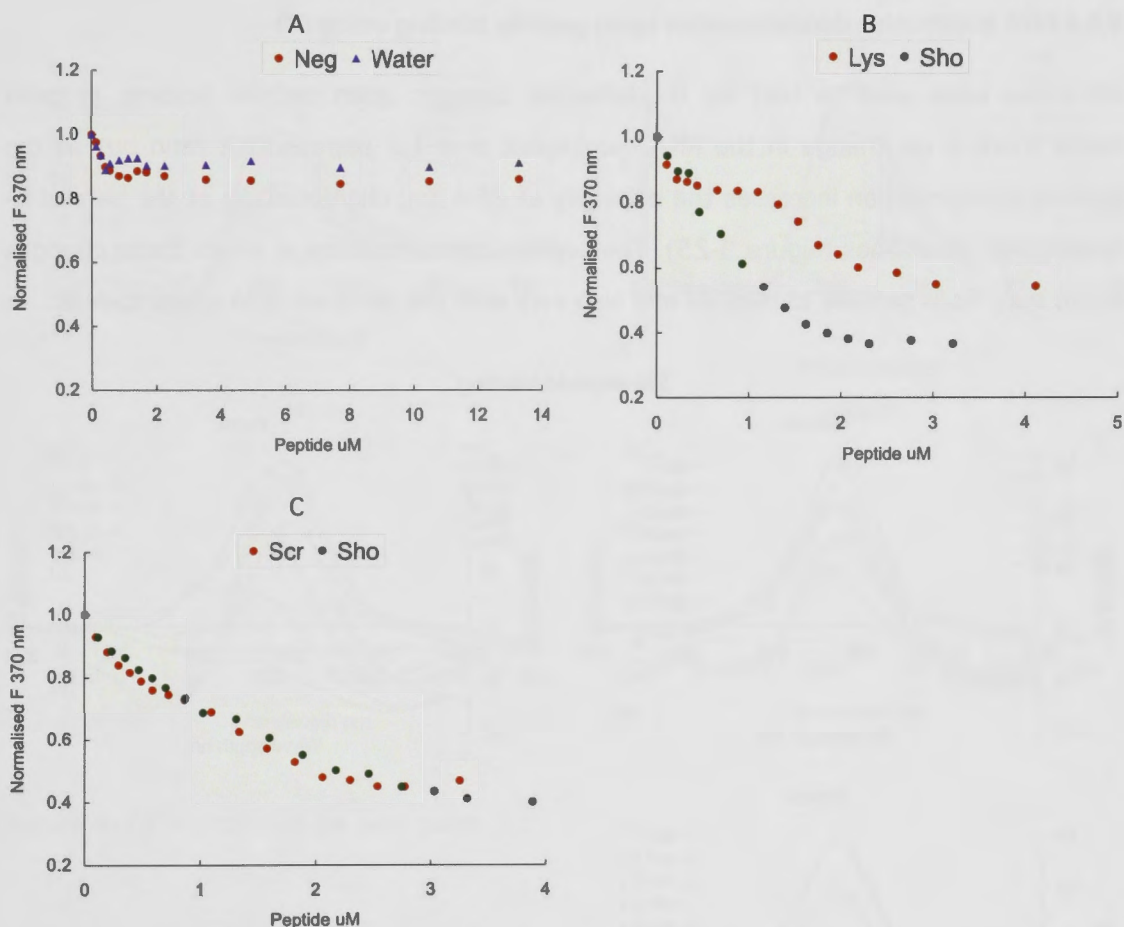 A
Neg Water
1.2
1.0
0.8
0.6
0.4
0.2
Normalised F 370 nm
0 2 4 6 8 10 12 14
Peptide uM
B
Lys Sho
1.2
1.0
0.8
0.6
0.4
0.2
Normalised F 370 nm
0 1 2 3 4 5
Peptide uM
C
Scr Sho
1.2
1.0
0.8
0.6
0.4
0.2
Normalised F 370 nm
0 1 2 3 4
Peptide uM